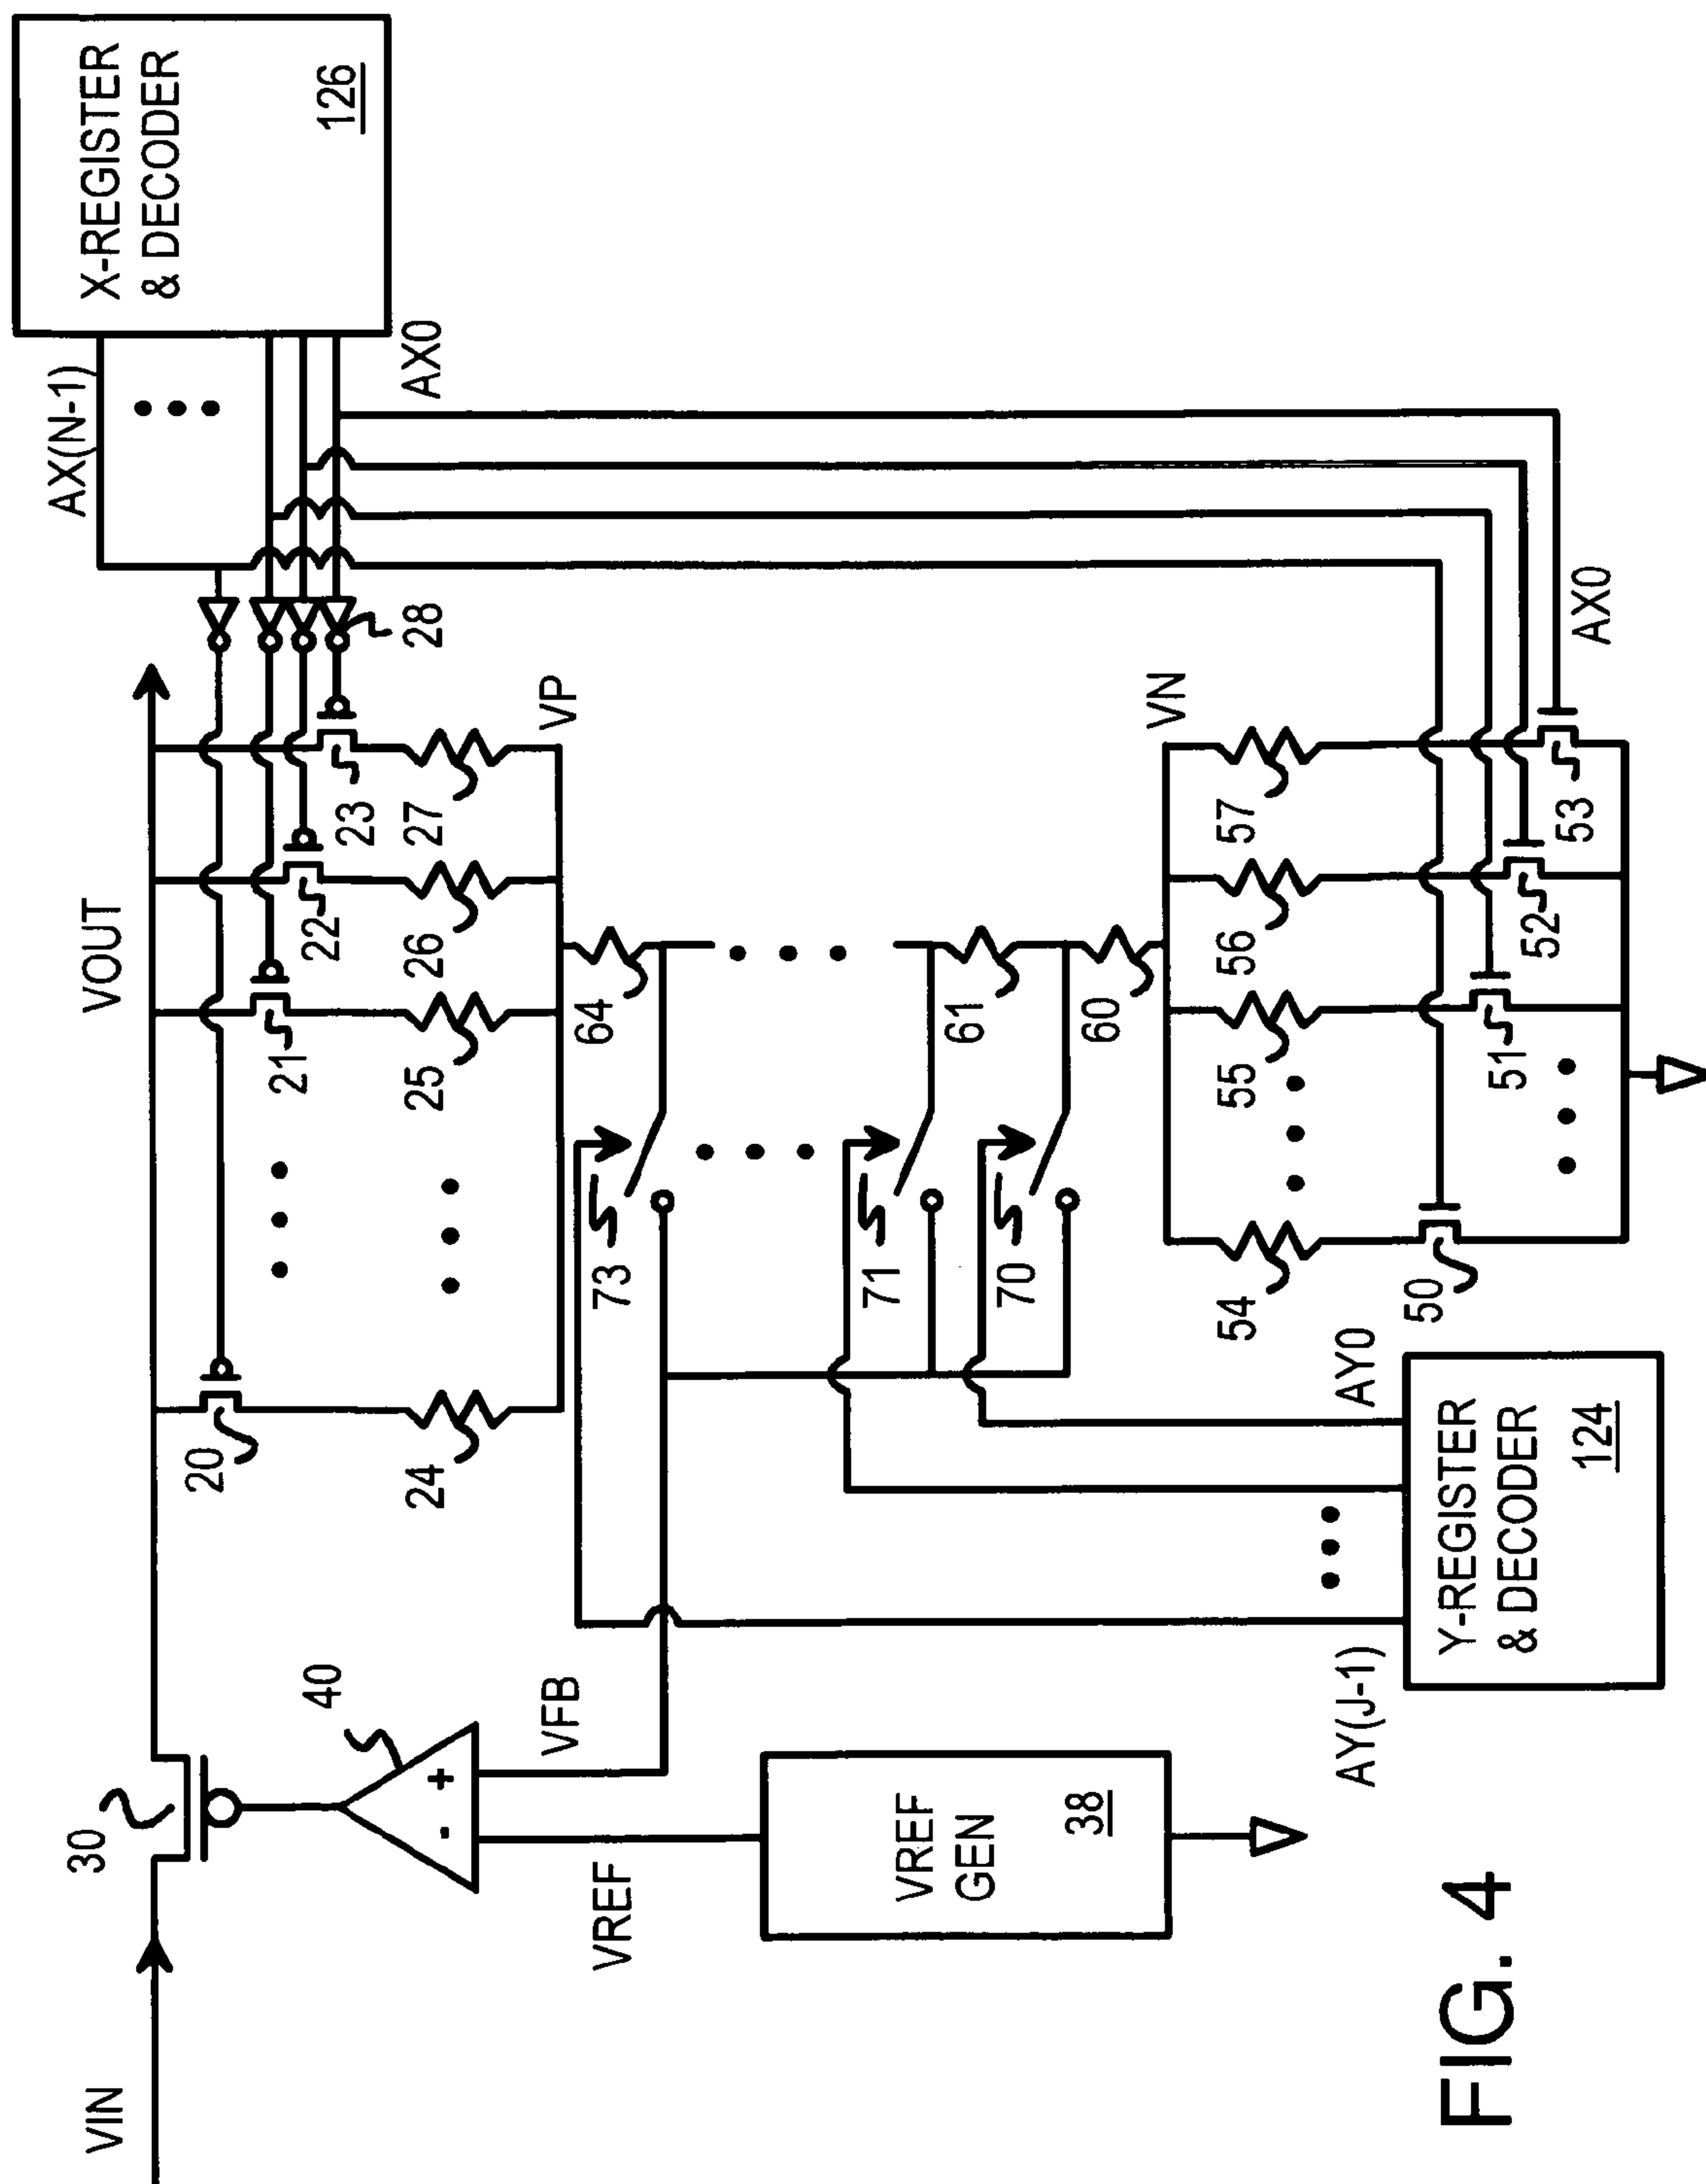 VIN
30
VREF
VREF
GEN
38
40
VFB
VOUT
20
21
22
23
24
25
26
27
28
VP
X-REGISTER
& DECODER
126
AX(N-1)
AX0
73
71
70
64
61
60
VN
54
55
56
57
50
51
52
53
AX0
AY(J-1)
AY0
Y-REGISTER
& DECODER
124
-
+
FIG. 4